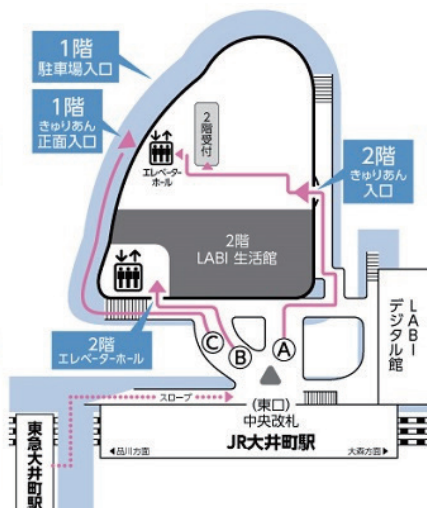 1階
駐車場入口
1階
きゅりあん
正面入口
2階受付
エレベーター
ホール
2階
きゅりあん
入口
2階
LABI 生活館
2階
エレベーターホール
C
B
A
LABI
デジタル館
スロープ
(東口)
中央改札
JR大井町駅
◀品川方面
大森方面▶
東急大井町駅